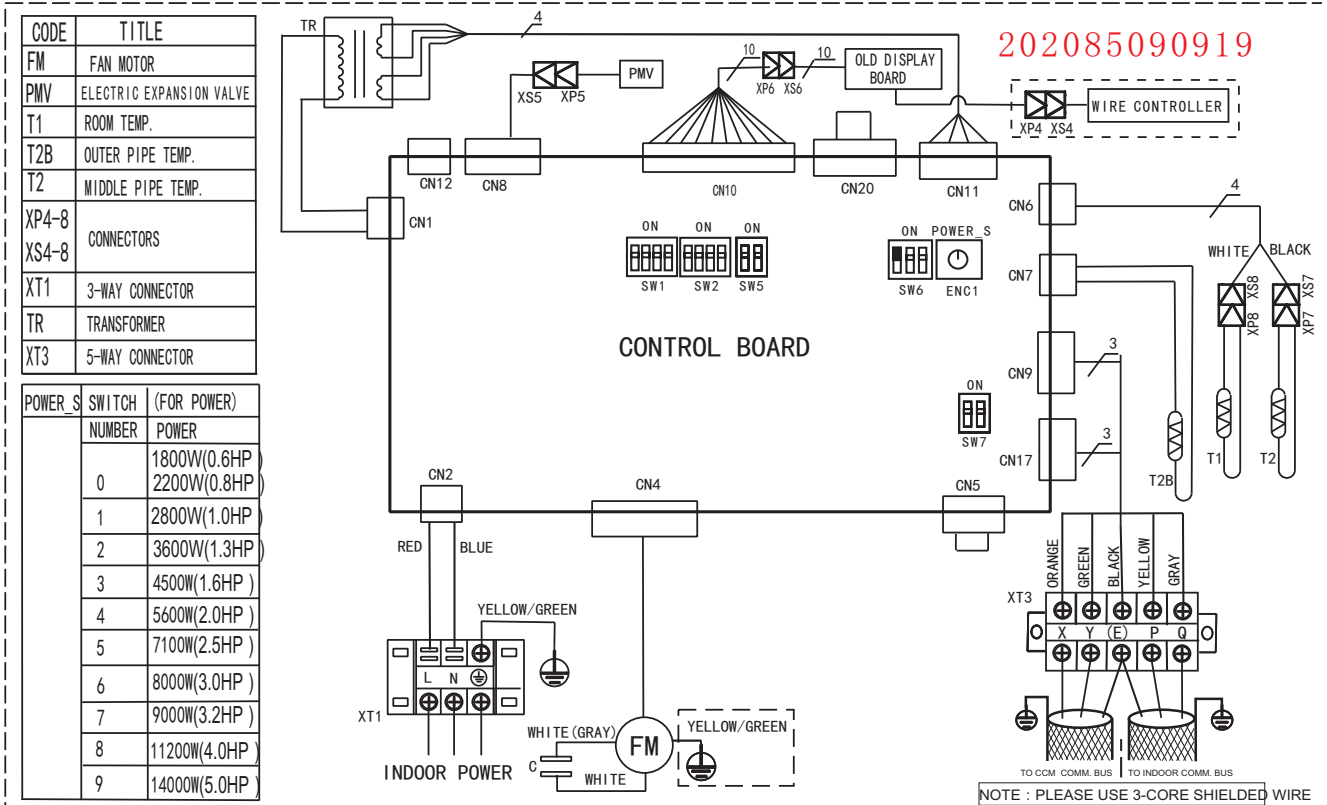 CODE TITLE
FM FAN MOTOR
PMV ELECTRIC EXPANSION VALVE
T1 ROOM TEMP.
T2B OUTER PIPE TEMP.
T2 MIDDLE PIPE TEMP.
XP4-8
XS4-8
CONNECTORS
XT1 3-WAY CONNECTOR
TR TRANSFORMER
XT3 5-WAY CONNECTOR
POWER_S SWITCH (FOR POWER)
NUMBER POWER
0 1800W(0.6HP )
2200W(0.8HP )
1 2800W(1.0HP )
2 3600W(1.3HP )
3 4500W(1.6HP )
4 5600W(2.0HP )
5 7100W(2.5HP )
6 8000W(3.0HP )
7 9000W(3.2HP )
8 11200W(4.0HP )
9 14000W(5.0HP )
TR
4
XS5 XP5
PMV
10
XP6 XS6
10
OLD DISPLAY
BOARD
202085090919
XP4 XS4
WIRE CONTROLLER
CN12
CN8
CN10
CN20
CN11
CN1
CN6
4
WHITE BLACK
XS8
XP8
XS7
XP7
ON
SW1
ON
SW2
ON
SW5
ON
SW6
POWER_S
ENC1
CN7
CONTROL BOARD
CN9
3
ON
SW7
CN17
3
T2B
T1
T2
CN2
CN4
CN5
RED
BLUE
YELLOW/GREEN
L N
XT1
INDOOR POWER
WHITE(GRAY)
C
WHITE
FM
YELLOW/GREEN
ORANGE
GREEN
BLACK
YELLOW
GRAY
XT3
X Y (E) P Q
TO CCM COMM. BUS
TO INDOOR COMM. BUS
NOTE : PLEASE USE 3-CORE SHIELDED WIRE